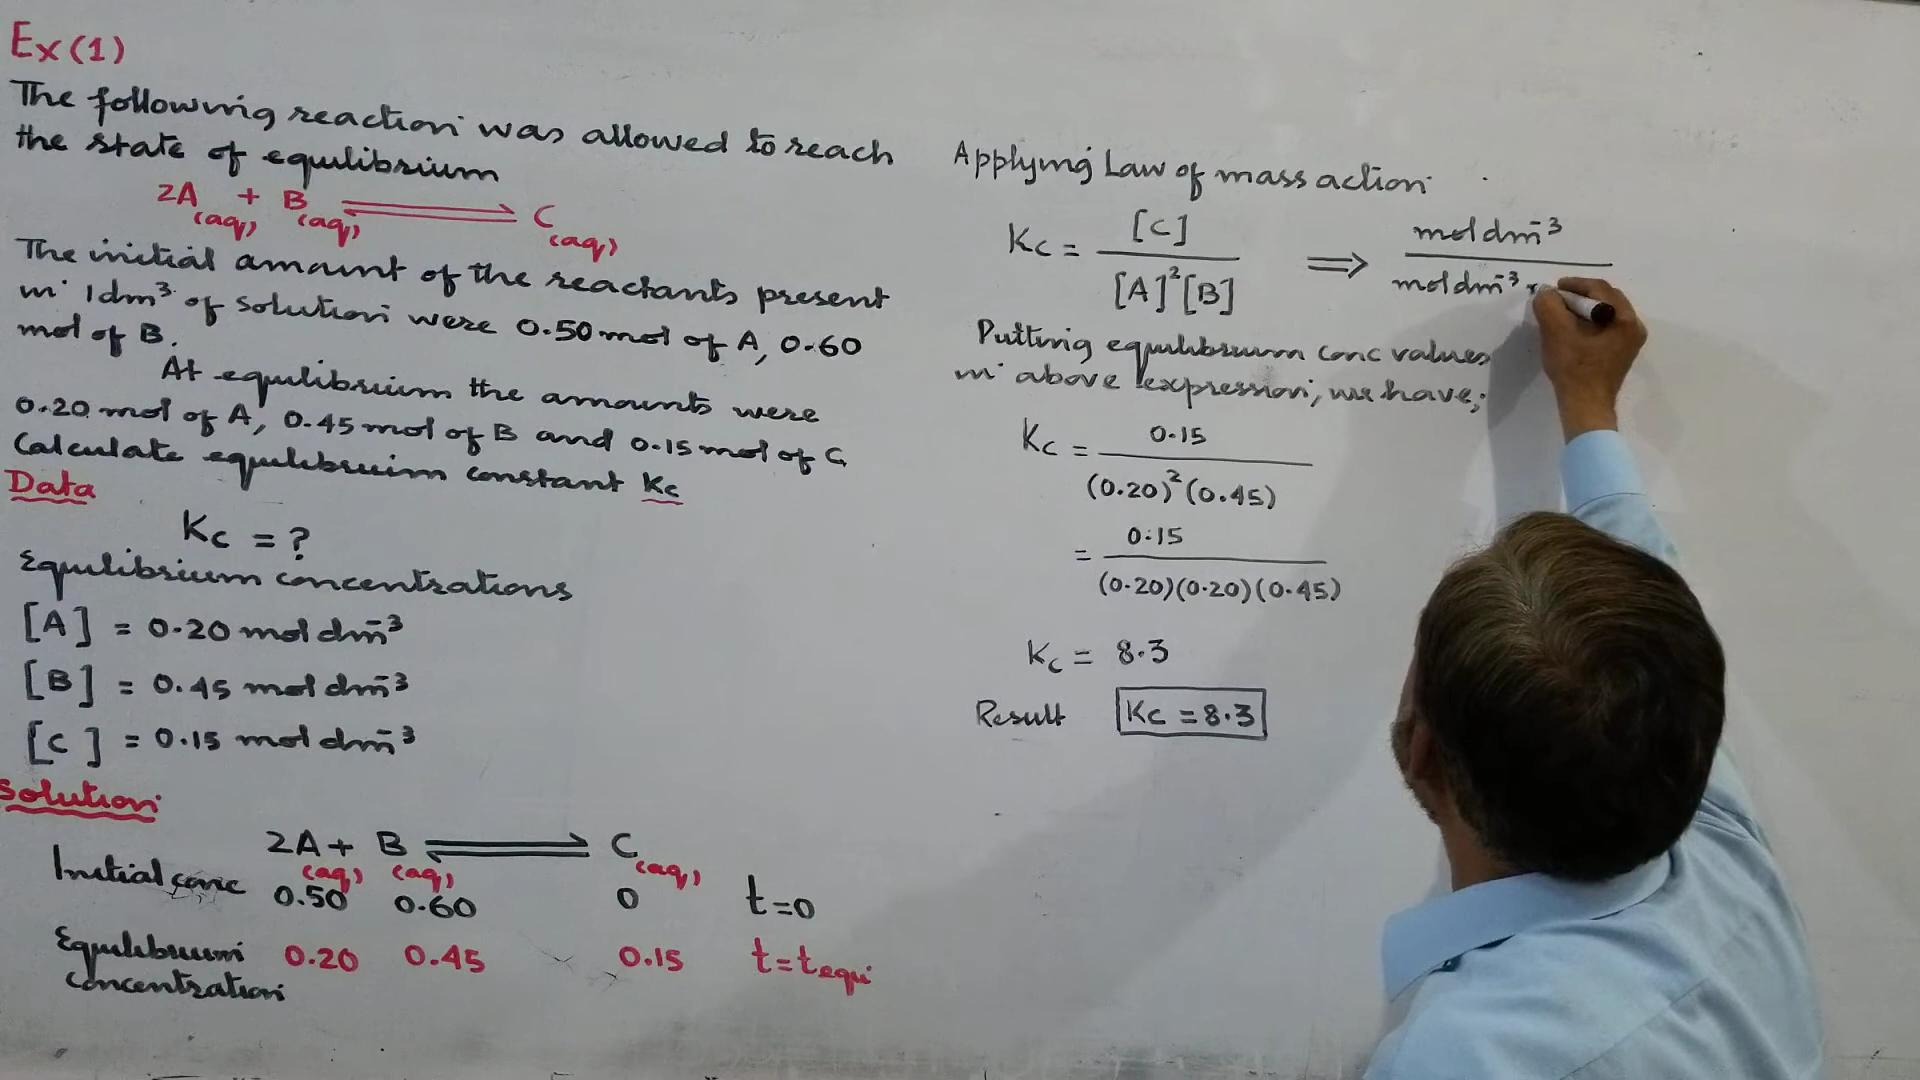 Ex (1)
The following reaction was allowed to reach
the state of equilibrium
2A(aq) + B(aq) ⇌ C(aq)
The initial amount of the reactants present
in 1dm³ of solution were 0.50 mol of A, 0.60
mol of B.
At equilibrium the amounts were
0.20 mol of A, 0.45 mol of B and 0.15 mol of C
Calculate equilibrium constant Kc
Data
Kc = ?
Equilibrium concentrations
[A] = 0.20 mol dm⁻³
[B] = 0.45 mol dm⁻³
[C] = 0.15 mol dm⁻³
Solution
2A(aq) + B(aq) ⇌ C(aq)
Initial conc 0.50 0.60 0 t=0
Equilibrium 0.20 0.45 0.15 t=t equi
concentration
Applying Law of mass action
Kc = [C] / [A]²[B] ⇒ mol dm⁻³ / mol dm⁻³ ×
Putting equilibrium conc values
in above expression, we have;
Kc = 0.15 / (0.20)²(0.45)
= 0.15 / (0.20)(0.20)(0.45)
Kc = 8.3
Result Kc = 8.3